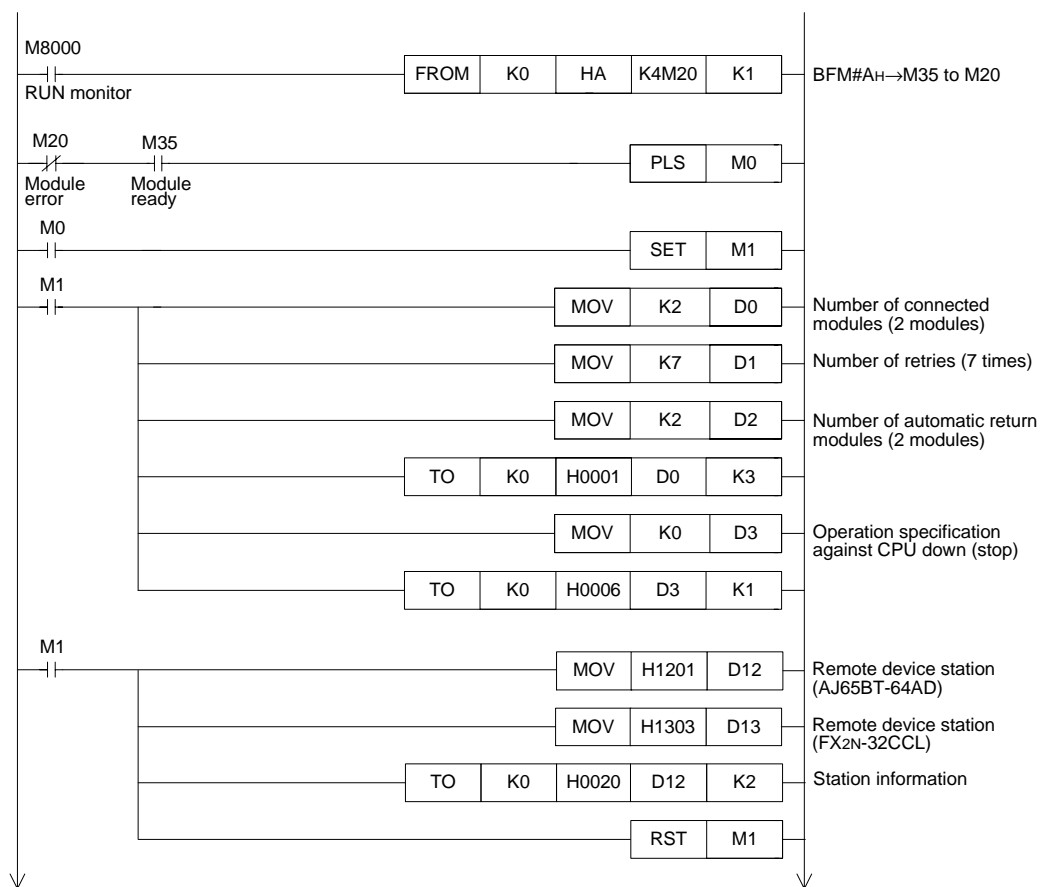 M8000
FROM K0 HA K4M20 K1
BFM#AH→M35 to M20
RUN monitor
M20 M35
PLS M0
Module error
Module ready
M0
SET M1
M1
MOV K2 D0
Number of connected
modules (2 modules)
MOV K7 D1
Number of retries (7 times)
MOV K2 D2
Number of automatic return
modules (2 modules)
TO K0 H0001 D0 K3
MOV K0 D3
Operation specification
against CPU down (stop)
TO K0 H0006 D3 K1
M1
MOV H1201 D12
Remote device station
(AJ65BT-64AD)
MOV H1303 D13
Remote device station
(FX2N-32CCL)
TO K0 H0020 D12 K2
Station information
RST M1